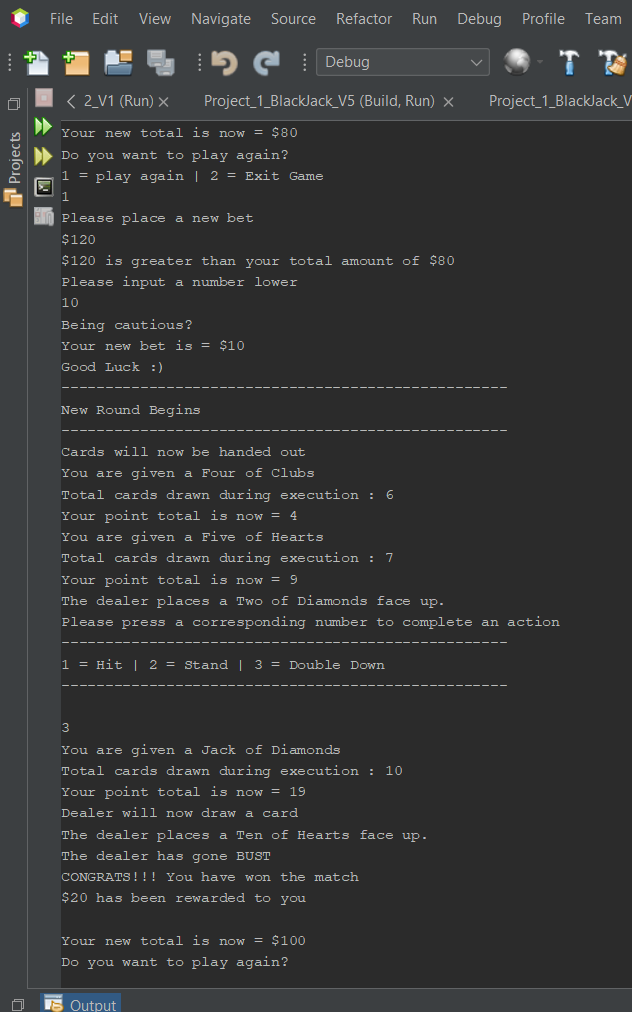 File Edit View Navigate Source Refactor Run Debug Profile Team
Debug
2_V1 (Run) Project_1_BlackJack_V5 (Build, Run) Project_1_BlackJack_V
Projects
Your new total is now = $80
Do you want to play again?
1 = play again | 2 = Exit Game
1
Please place a new bet
$120
$120 is greater than your total amount of $80
Please input a number lower
10
Being cautious?
Your new bet is = $10
Good Luck :)
---------------------------------------------------
New Round Begins
---------------------------------------------------
Cards will now be handed out
You are given a Four of Clubs
Total cards drawn during execution : 6
Your point total is now = 4
You are given a Five of Hearts
Total cards drawn during execution : 7
Your point total is now = 9
The dealer places a Two of Diamonds face up.
Please press a corresponding number to complete an action
---------------------------------------------------
1 = Hit | 2 = Stand | 3 = Double Down
---------------------------------------------------
3
You are given a Jack of Diamonds
Total cards drawn during execution : 10
Your point total is now = 19
Dealer will now draw a card
The dealer places a Ten of Hearts face up.
The dealer has gone BUST
CONGRATS!!! You have won the match
$20 has been rewarded to you
Your new total is now = $100
Do you want to play again?
Output